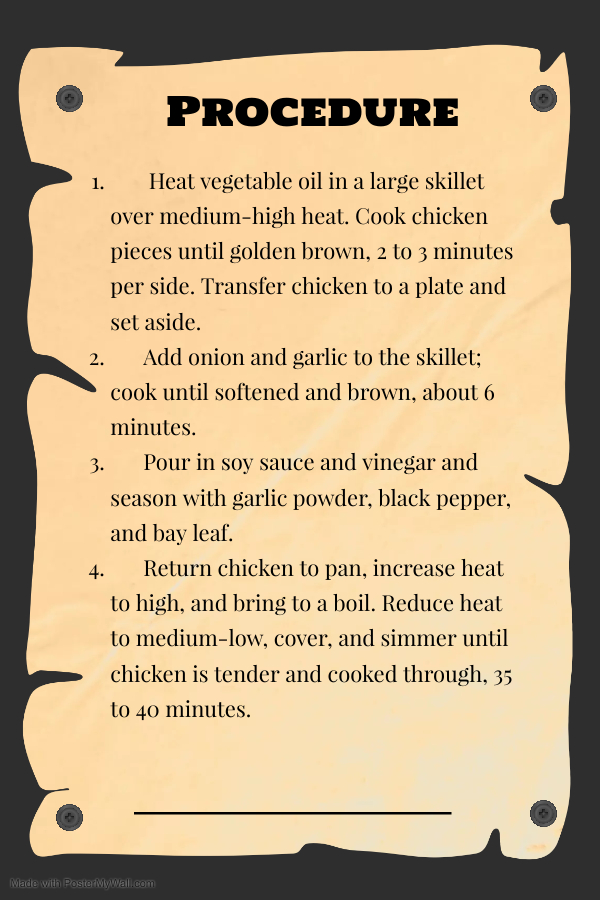 PROCEDURE
1. Heat vegetable oil in a large skillet
over medium-high heat. Cook chicken
pieces until golden brown, 2 to 3 minutes
per side. Transfer chicken to a plate and
set aside.
2. Add onion and garlic to the skillet;
cook until softened and brown, about 6
minutes.
3. Pour in soy sauce and vinegar and
season with garlic powder, black pepper,
and bay leaf.
4. Return chicken to pan, increase heat
to high, and bring to a boil. Reduce heat
to medium-low, cover, and simmer until
chicken is tender and cooked through, 35
to 40 minutes.
Made with PosterMyWall.com